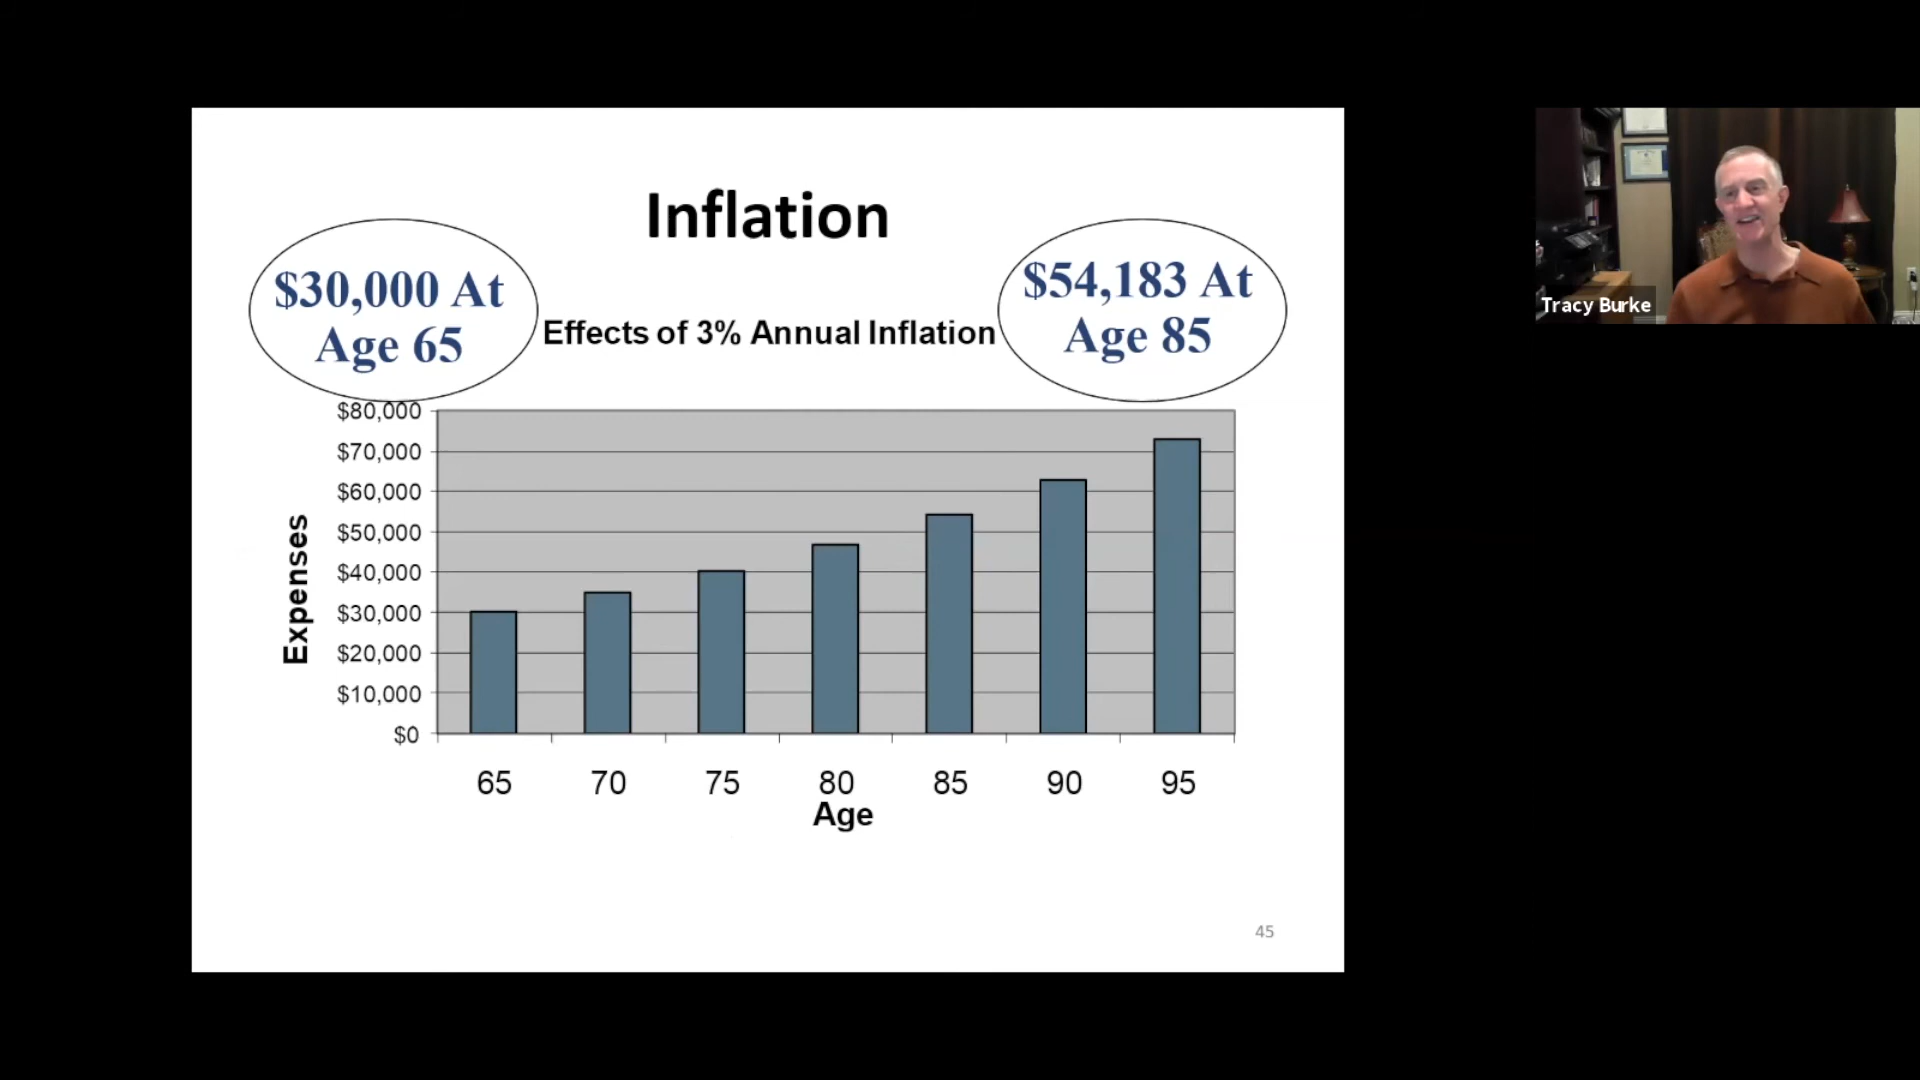 Inflation
$30,000 At
Age 65
$54,183 At
Age 85
Effects of 3% Annual Inflation
$80,000
$70,000
$60,000
$50,000
$40,000
$30,000
$20,000
$10,000
$0
Expenses
65 70 75 80 85 90 95
Age
45
Tracy Burke